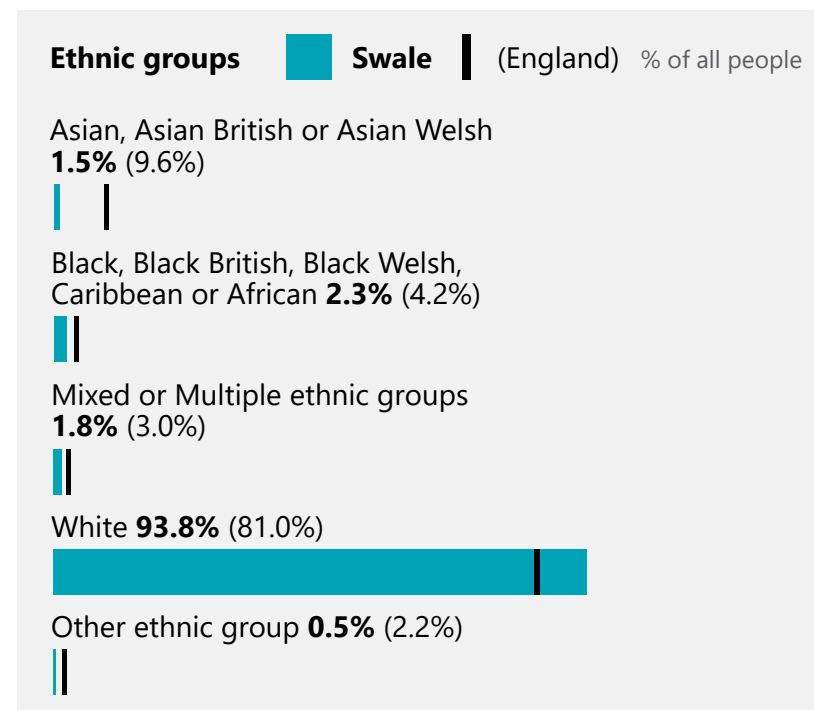 Ethnic groups Swale (England) % of all people
Asian, Asian British or Asian Welsh
1.5% (9.6%)
Black, Black British, Black Welsh,
Caribbean or African 2.3% (4.2%)
Mixed or Multiple ethnic groups
1.8% (3.0%)
White 93.8% (81.0%)
Other ethnic group 0.5% (2.2%)